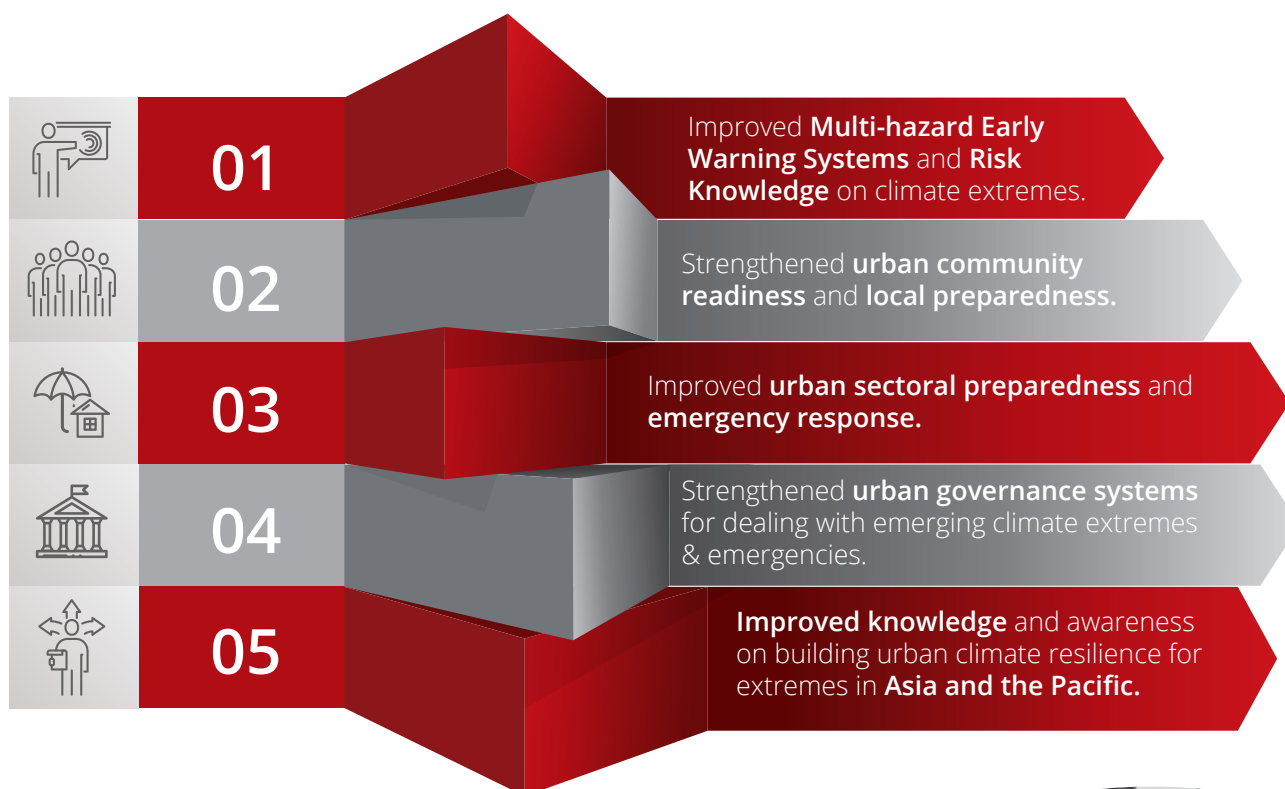 01
Improved Multi-hazard Early
Warning Systems and Risk
Knowledge on climate extremes.
02
Strengthened urban community
readiness and local preparedness.
03
Improved urban sectoral preparedness and
emergency response.
04
Strengthened urban governance systems
for dealing with emerging climate extremes
& emergencies.
05
Improved knowledge and awareness
on building urban climate resilience for
extremes in Asia and the Pacific.